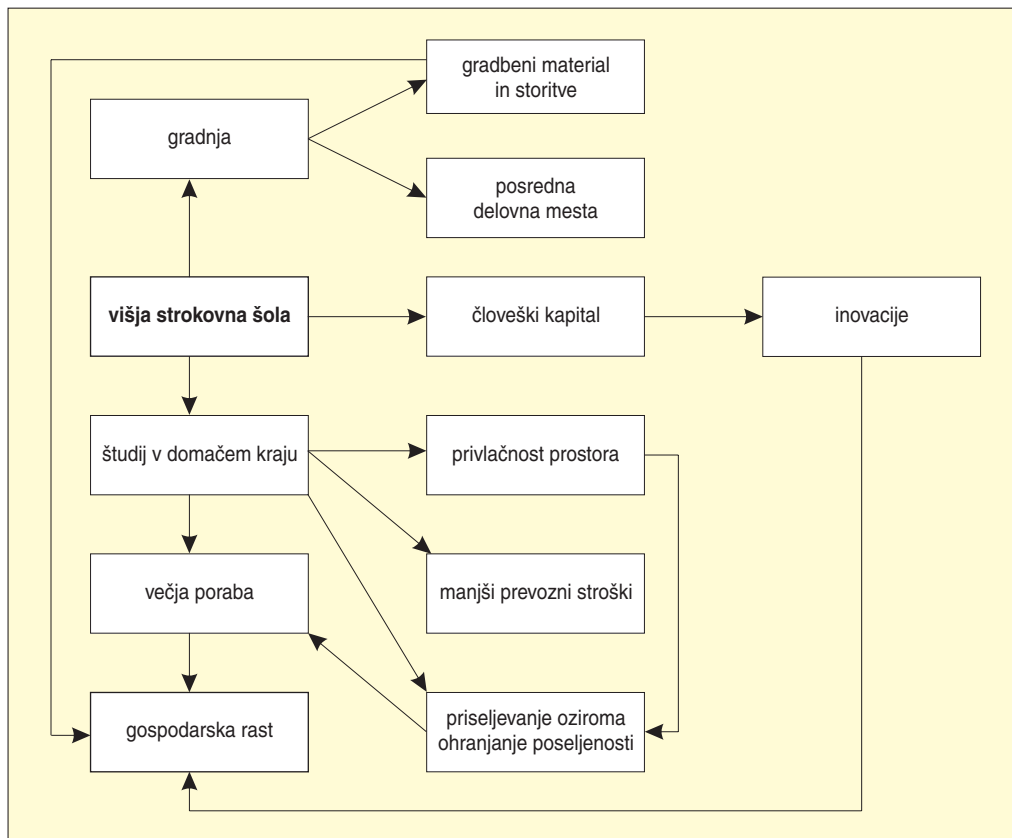 gradbeni material
in storitve
gradnja
posredna
delovna mesta
višja strokovna šola
človeški kapital
inovacije
študij v domačem kraju
privlačnost prostora
večja poraba
manjši prevozni stroški
gospodarska rast
priseljevanje oziroma
ohranjanje poseljenosti